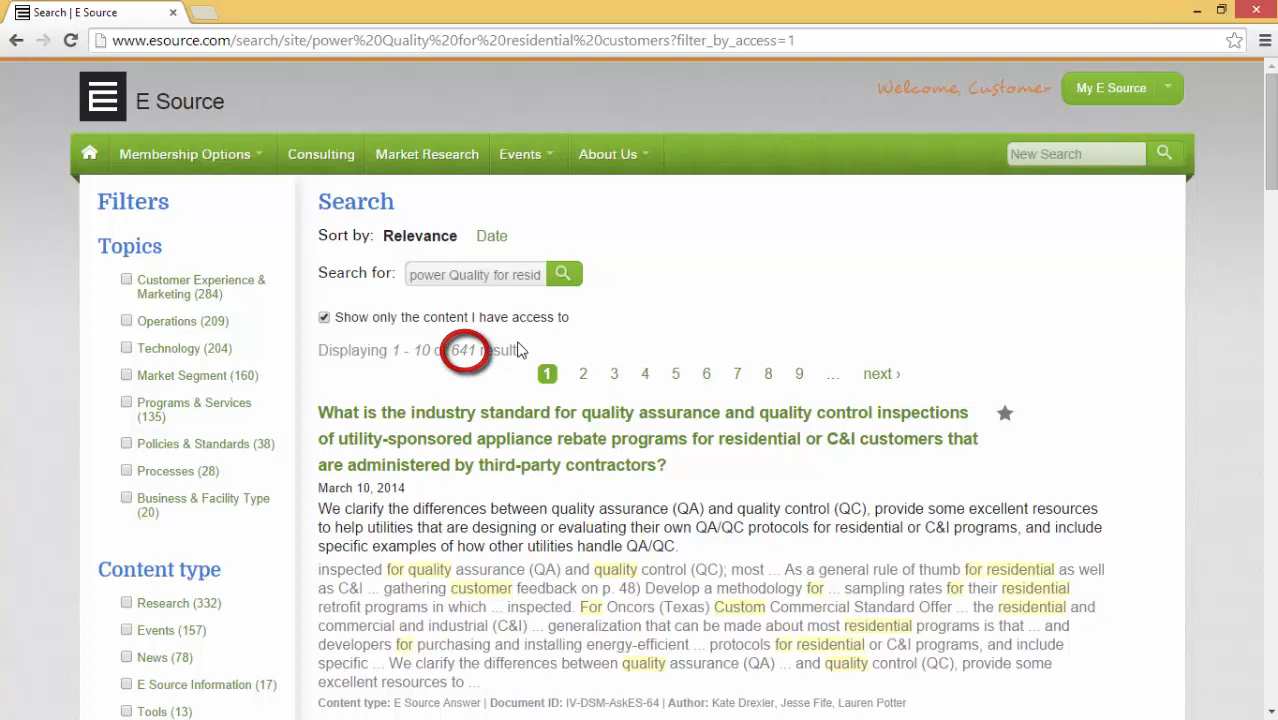 Search | E Source
www.esource.com/search/site/power%20Quality%20for%20residential%20customers?filter_by_access=1
E Source
Welcome, Customer
My E Source
Membership Options
Consulting
Market Research
Events
About Us
New Search
Filters
Topics
Customer Experience &
Marketing (284)
Operations (209)
Technology (204)
Market Segment (160)
Programs & Services
(135)
Policies & Standards (38)
Processes (28)
Business & Facility Type
(20)
Content type
Research (332)
Events (157)
News (78)
E Source Information (17)
Tools (13)
Search
Sort by: Relevance Date
Search for: power Quality for resid
Show only the content I have access to
Displaying 1 - 10 641
1 2 3 4 5 6 7 8 9 … next ›
What is the industry standard for quality assurance and quality control inspections
of utility-sponsored appliance rebate programs for residential or C&I customers that
are administered by third-party contractors?
March 10, 2014
We clarify the differences between quality assurance (QA) and quality control (QC), provide some excellent resources
to help utilities that are designing or evaluating their own QA/QC protocols for residential or C&I programs, and include
specific examples of how other utilities handle QA/QC.
inspected for quality assurance (QA) and quality control (QC); most ... As a general rule of thumb for residential as well
as C&I ... gathering customer feedback on p. 48) Develop a methodology for ... sampling rates for their residential
retrofit programs in which ... inspected. For Oncors (Texas) Custom Commercial Standard Offer ... the residential and
commercial and industrial (C&I) ... generalization that can be made about most residential programs is that ... and
developers for purchasing and installing energy-efficient ... protocols for residential or C&I programs, and include
specific ... We clarify the differences between quality assurance (QA) ... and quality control (QC), provide some
excellent resources to ...
Content type: E Source Answer | Document ID: IV-DSM-AskES-64 | Author: Kate Drexler, Jesse Fife, Lauren Potter